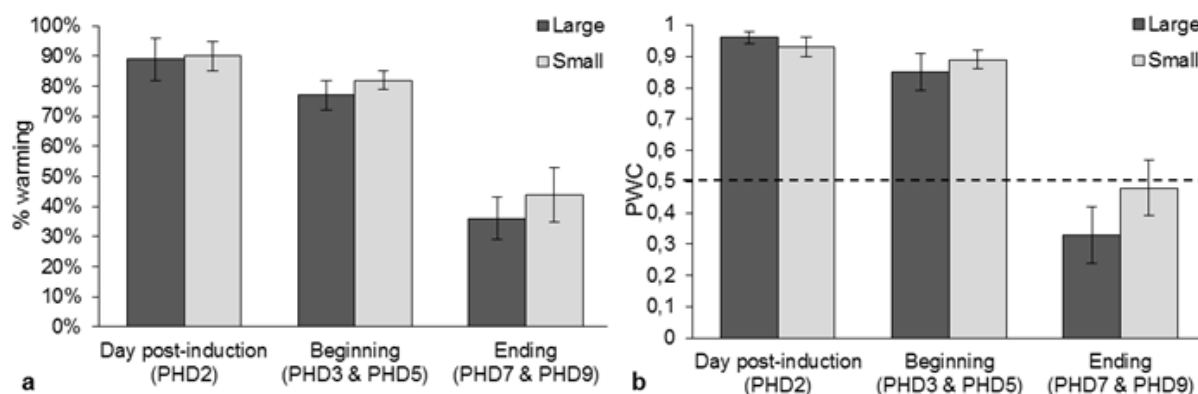 100%
90%
80%
70%
60%
50%
40%
30%
20%
10%
0%
% warming
Large
Small
Day post-induction
(PHD2)
Beginning
(PHD3 & PHD5)
Ending
(PHD7 & PHD9)
a
1
0,9
0,8
0,7
0,6
0,5
0,4
0,3
0,2
0,1
0
PWC
Large
Small
Day post-induction
(PHD2)
Beginning
(PHD3 & PHD5)
Ending
(PHD7 & PHD9)
b